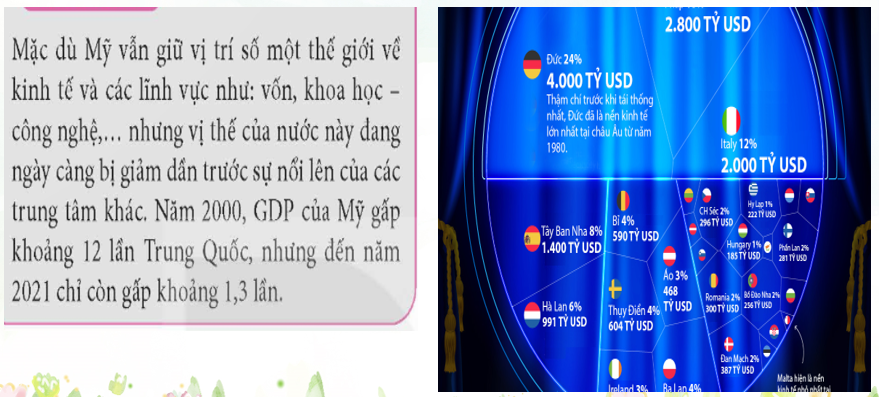 Mặc dù Mỹ vẫn giữ vị trí số một thế giới về
kinh tế và các lĩnh vực như: vốn, khoa học –
công nghệ,... nhưng vị thế của nước này đang
ngày càng bị giảm dần trước sự nổi lên của các
trung tâm khác. Năm 2000, GDP của Mỹ gấp
khoảng 12 lần Trung Quốc, nhưng đến năm
2021 chỉ còn gấp khoảng 1,3 lần.
2.800 TỶ USD
Đức 24%
4.000 TỶ USD
Thậm chí trước khi tái thống
nhất, Đức đã là nền kinh tế
lớn nhất tại châu Âu từ năm
1980.
Italy 12%
2.000 TỶ USD
Tây Ban Nha 8%
1.400 TỶ USD
Hà Lan 6%
991 TỶ USD
Bỉ 4%
590 TỶ USD
Thụy Điển 4%
604 TỶ USD
Ireland 3%
Áo 3%
468
TỶ USD
Ba Lan 4%
CH Séc 2%
296 TỶ USD
Hy Lạp 1%
222 TỶ USD
Hungary 1%
185 TỶ USD
Phần Lan 2%
281 TỶ USD
Romania 2%
300 TỶ USD
Bồ Đào Nha 2%
256 TỶ USD
Đan Mạch 2%
387 TỶ USD
Malta hiện là nền
kinh tế nhỏ nhất tại